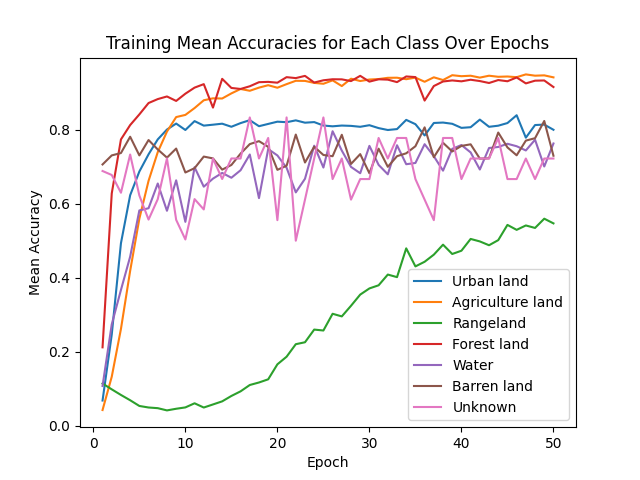 Training Mean Accuracies for Each Class Over Epochs
Mean Accuracy
0.8
0.6
0.4
0.2
0.0
Urban land
Agriculture land
Rangeland
Forest land
Water
Barren land
Unknown
0 10 20 30 40 50
Epoch